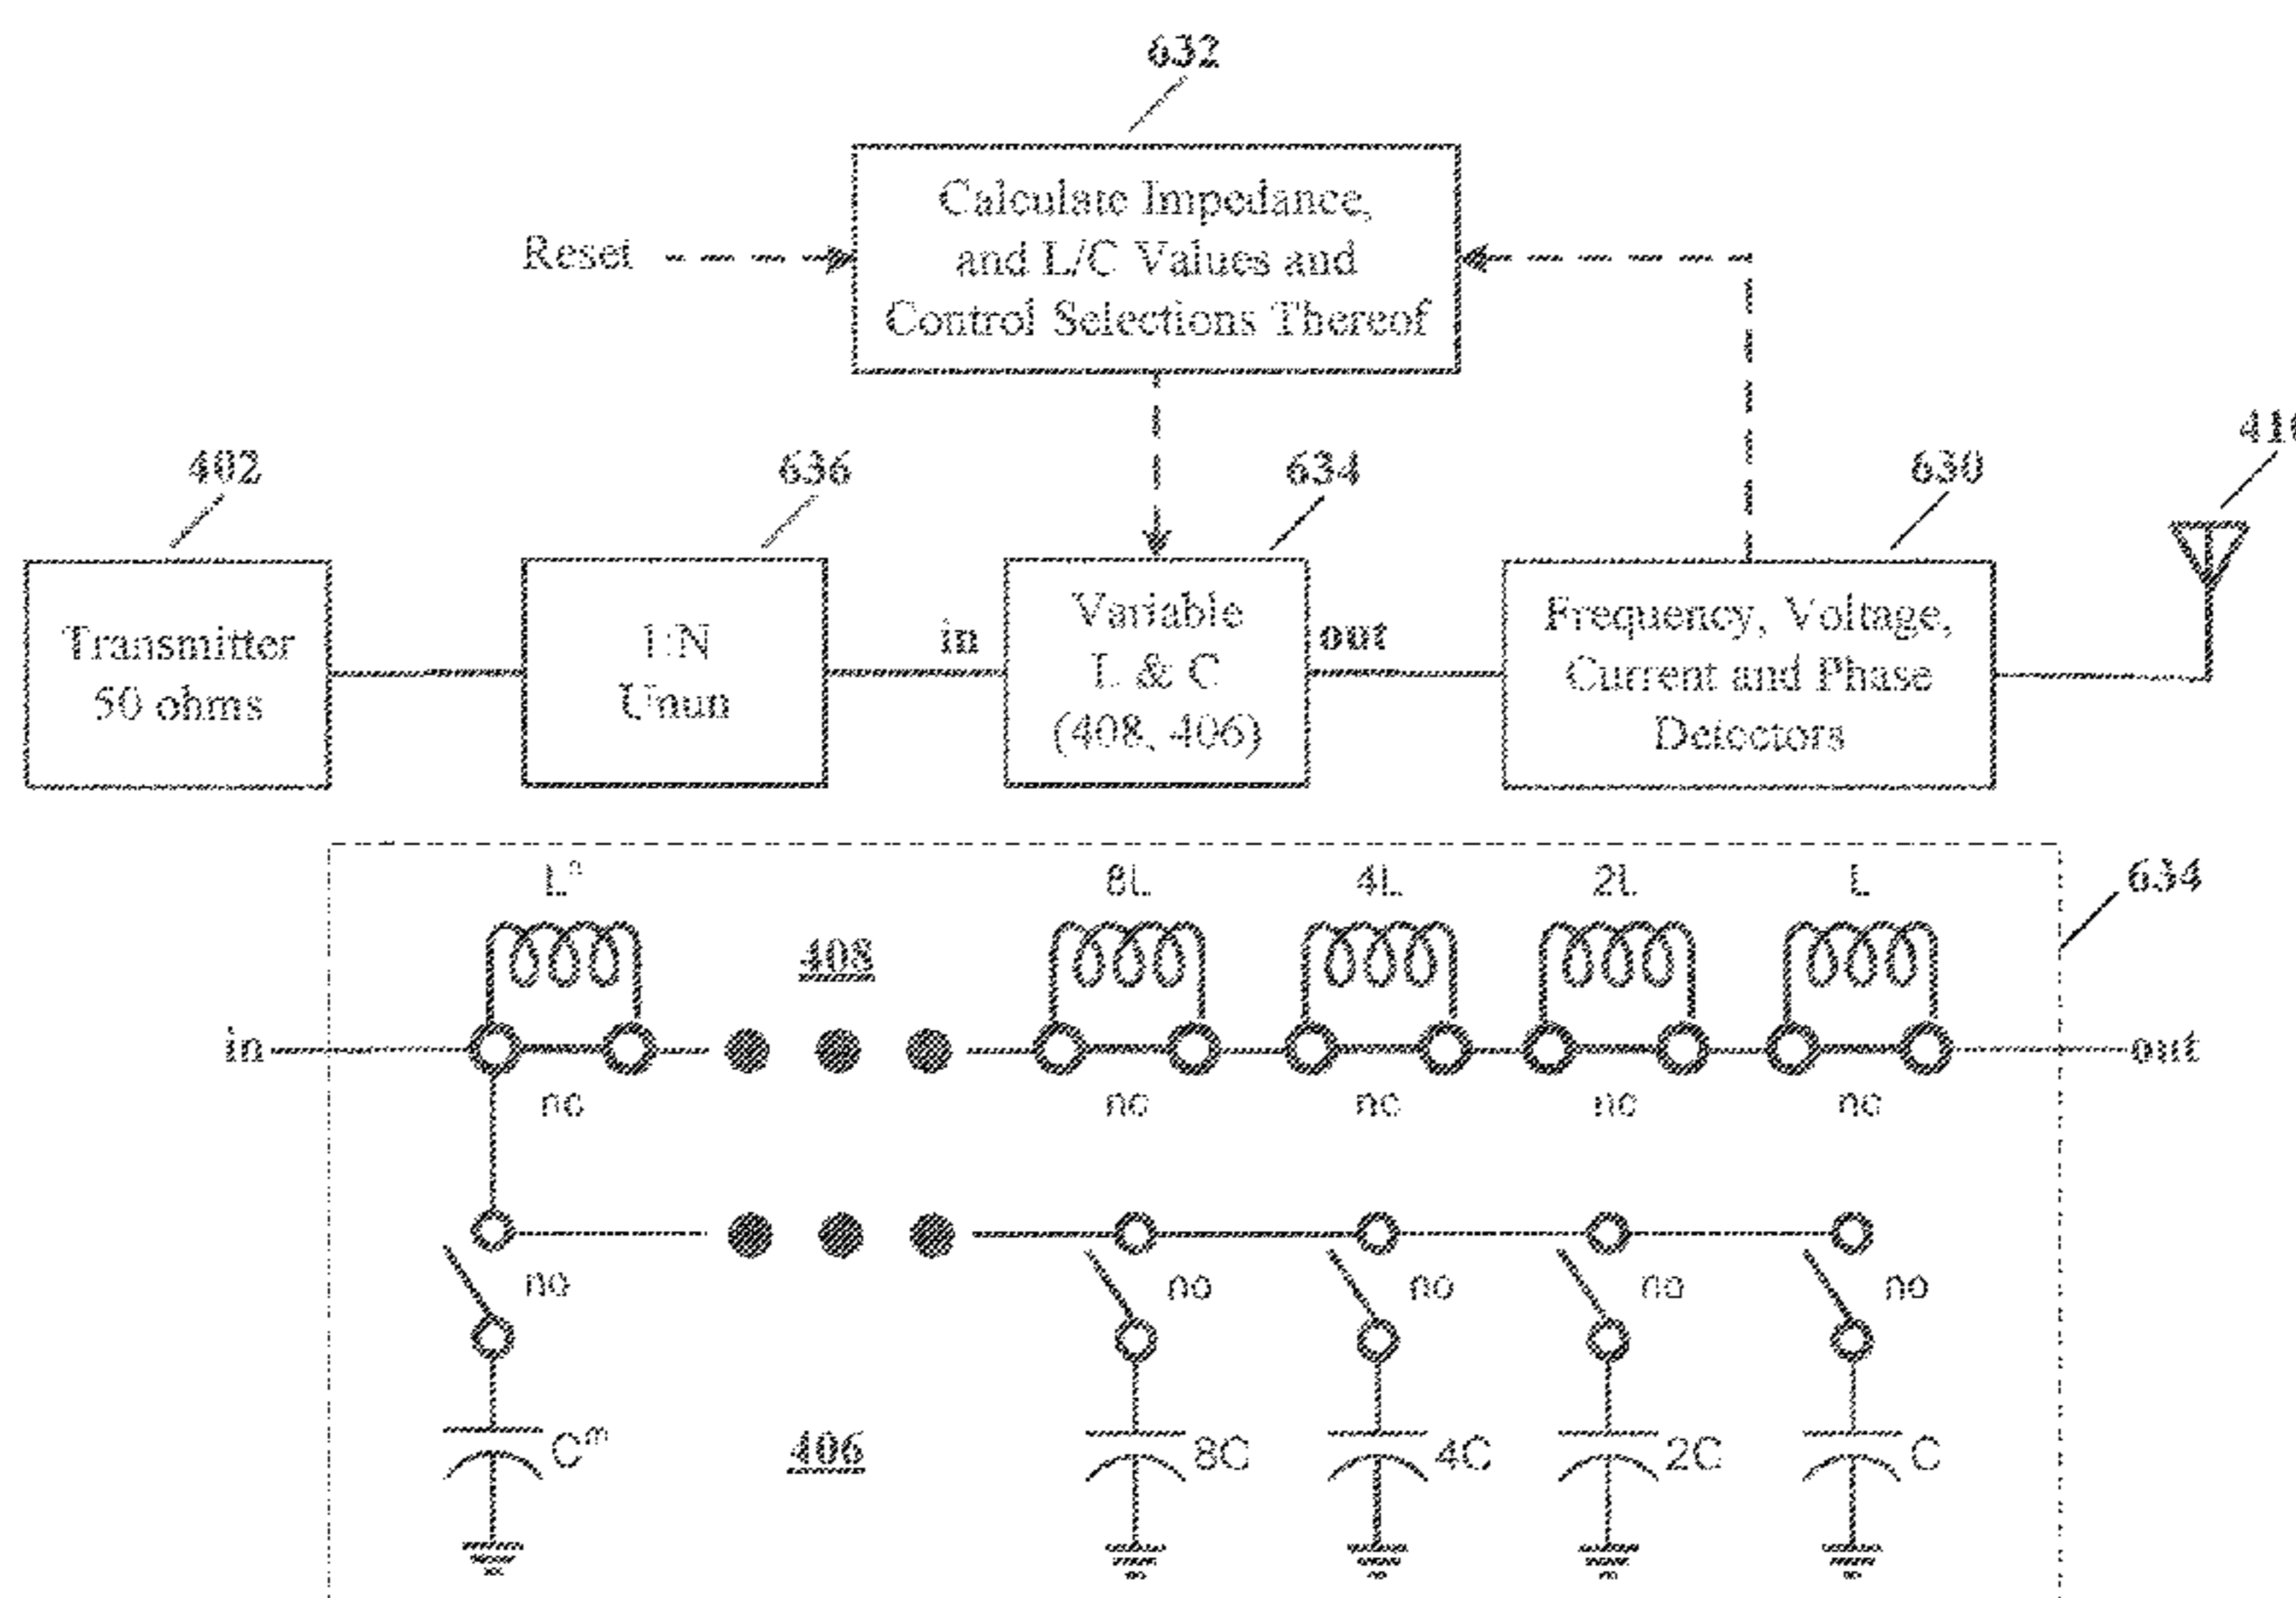 632
Reset
Calculate Impedance,
and L/C Values and
Control Selections Thereof
402
636
634
630
Transmitter
50 ohms
1:N
Unun
in
Variable
L & C
(408, 406)
out
Frequency, Voltage,
Current and Phase
Detectors
Lⁿ
8L
4L
2L
L
634
408
in
out
nc nc nc nc nc
no no no no no
Cᵐ
406
8C
4C
2C
C